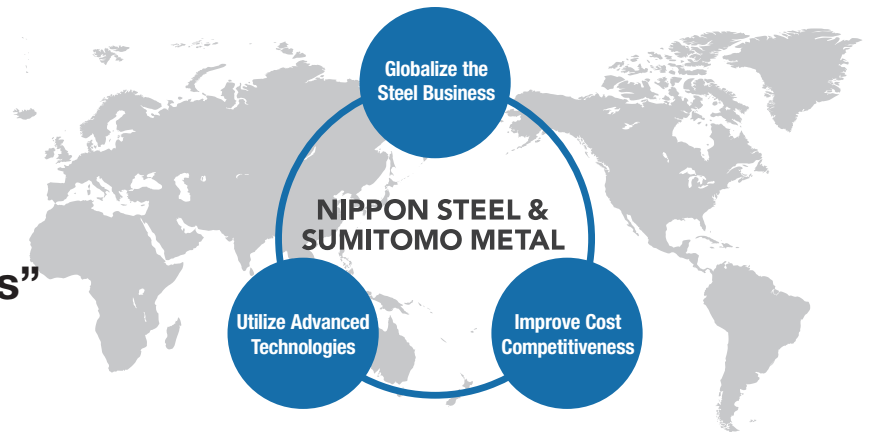 Globalize the
Steel Business
NIPPON STEEL &
SUMITOMO METAL
s”
Utilize Advanced
Technologies
Improve Cost
Competitiveness